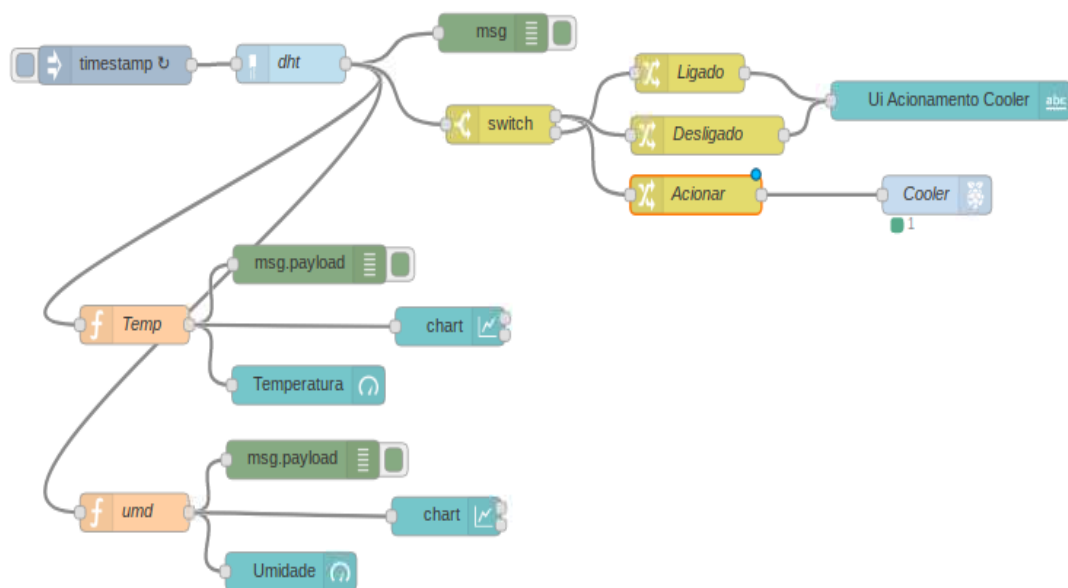 msg
timestamp ↻
dht
Ligado
Ui Acionamento Cooler
abc
switch
Desligado
Acionar
Cooler
1
msg.payload
Temp
chart
Temperatura
msg.payload
umd
chart
Umidade